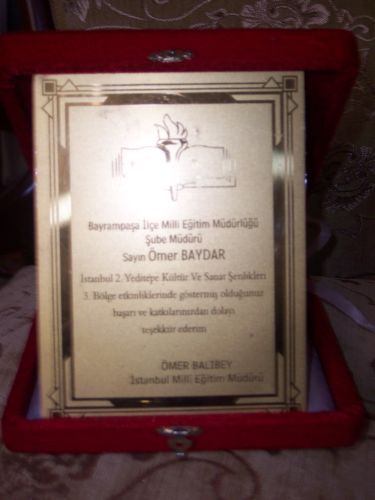 Bayrampaşa İlçe Milli Eğitim Müdürlüğü
Şube Müdürü
Sayın Ömer BAYDAR
İstanbul 2. Yeditepe Kültür Ve Sanat Şenlikleri
3. Bölge etkinliklerinde göstermiş olduğunuz
başarı ve katkılarınızdan dolayı
teşekkür ederim
ÖMER BALIBEY
İstanbul Milli Eğitim Müdürü